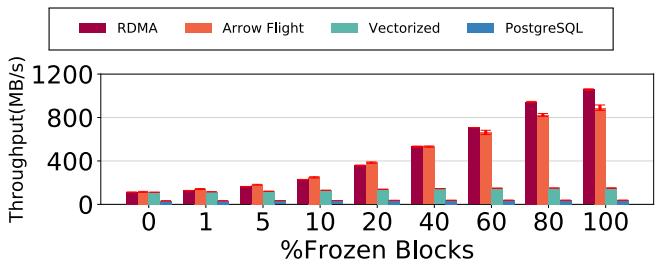 RDMA Arrow Flight Vectorized PostgreSQL
Throughput(MB/s)
1200
800
400
0
0 1 5 10 20 40 60 80 100
%Frozen Blocks